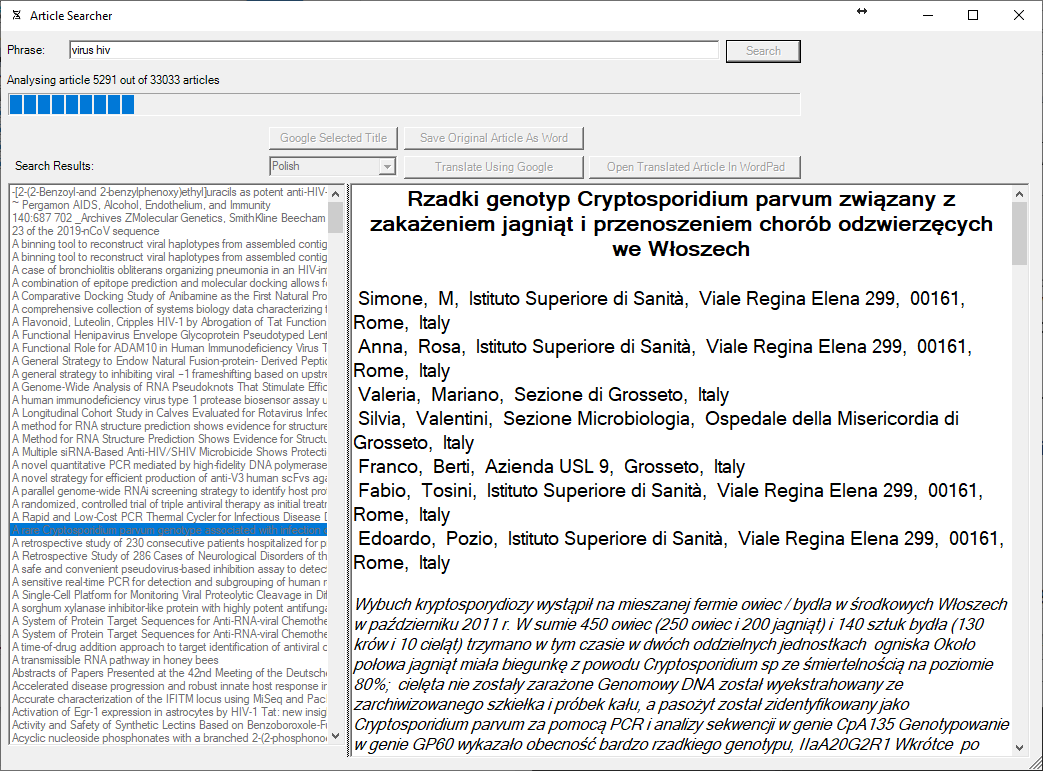 Article Searcher
Phrase:
virus hiv
Search
Analysing article 5291 out of 33033 articles
Google Selected Title
Save Original Article As Word
Search Results:
Polish
Translate Using Google
Open Translated Article In WordPad
-[2-(2-Benzoyl-and 2-benzylphenoxy)ethyl]uracils as potent anti-HIV-
~ Pergamon AIDS, Alcohol, Endothelium, and Immunity
140:687 702 _Archives ZMolecular Genetics, SmithKline Beecham
23 of the 2019-nCoV sequence
A binning tool to reconstruct viral haplotypes from assembled contig
A binning tool to reconstruct viral haplotypes from assembled contig
A case of bronchiolitis obliterans organizing pneumonia in an HIV-in
A combination of epitope prediction and molecular docking allows f
A Comparative Docking Study of Anibamine as the First Natural Pro
A comprehensive collection of systems biology data characterizing t
A Flavonoid, Luteolin, Cripples HIV-1 by Abrogation of Tat Function
A Functional Henipavirus Envelope Glycoprotein Pseudotyped Lent
A Functional Role for ADAM10 in Human Immunodeficiency Virus T
A General Strategy to Endow Natural Fusion-protein- Derived Peptic
A general strategy to inhibiting viral −1 frameshifting based on upstre
A Genome-Wide Analysis of RNA Pseudoknots That Stimulate Effic
A human immunodeficiency virus type 1 protease biosensor assay u
A Longitudinal Cohort Study in Calves Evaluated for Rotavirus Infec
A method for RNA structure prediction shows evidence for structure
A Method for RNA Structure Prediction Shows Evidence for Structu
A Multiple siRNA-Based Anti-HIV/SHIV Microbicide Shows Protecti
A novel quantitative PCR mediated by high-fidelity DNA polymerase
A novel strategy for efficient production of anti-V3 human scFvs aga
A parallel genome-wide RNAi screening strategy to identify host prot
A randomized, controlled trial of triple antiviral therapy as initial treatn
A Rapid and Low-Cost PCR Thermal Cycler for Infectious Disease D
A rare Cryptosporidium parvum genotype associated with infection
A retrospective study of 230 consecutive patients hospitalized for p
A Retrospective Study of 286 Cases of Neurological Disorders of th
A safe and convenient pseudovirus-based inhibition assay to detec
A sensitive real-time PCR for detection and subgrouping of human r
A Single-Cell Platform for Monitoring Viral Proteolytic Cleavage in Dif
A sorghum xylanase inhibitor-like protein with highly potent antifunga
A System of Protein Target Sequences for Anti-RNA-viral Chemothe
A System of Protein Target Sequences for Anti-RNA-viral Chemothe
A time-of-drug addition approach to target identification of antiviral c
A transmissible RNA pathway in honey bees
Abstracts of Papers Presented at the 42nd Meeting of the Deutsche
Accelerated disease progression and robust innate host response in
Accurate characterization of the IFITM locus using MiSeq and Paci
Activation of Egr-1 expression in astrocytes by HIV-1 Tat: new insig
Activity and Safety of Synthetic Lectins Based on Benzoboroxole-Fu
Acyclic nucleoside phosphonates with a branched 2-(2-phosphono
Rzadki genotyp Cryptosporidium parvum związany z
zakażeniem jagniąt i przenoszeniem chorób odzwierzęcych
we Włoszech
Simone, M, Istituto Superiore di Sanità, Viale Regina Elena 299, 00161,
Rome, Italy
Anna, Rosa, Istituto Superiore di Sanità, Viale Regina Elena 299, 00161,
Rome, Italy
Valeria, Mariano, Sezione di Grosseto, Italy
Silvia, Valentini, Sezione Microbiologia, Ospedale della Misericordia di
Grosseto, Italy
Franco, Berti, Azienda USL 9, Grosseto, Italy
Fabio, Tosini, Istituto Superiore di Sanità, Viale Regina Elena 299, 00161,
Rome, Italy
Edoardo, Pozio, Istituto Superiore di Sanità, Viale Regina Elena 299, 00161,
Rome, Italy
Wybuch kryptosporydiozy wystąpił na mieszanej fermie owiec / bydła w środkowych Włoszech
w październiku 2011 r. W sumie 450 owiec (250 owiec i 200 jagniąt) i 140 sztuk bydła (130
krów i 10 cieląt) trzymano w tym czasie w dwóch oddzielnych jednostkach ogniska Około
połowa jagniąt miała biegunkę z powodu Cryptosporidium sp ze śmiertelnością na poziomie
80%; cielęta nie zostały zarażone Genomowy DNA został wyekstrahowany ze
zarchiwizowanego szkiełka i próbek kału, a pasożyt został zidentyfikowany jako
Cryptosporidium parvum za pomocą PCR i analizy sekwencji w genie CpA135 Genotypowanie
w genie GP60 wykazało obecność bardzo rzadkiego genotypu, IIaA20G2R1 Wkrótce po